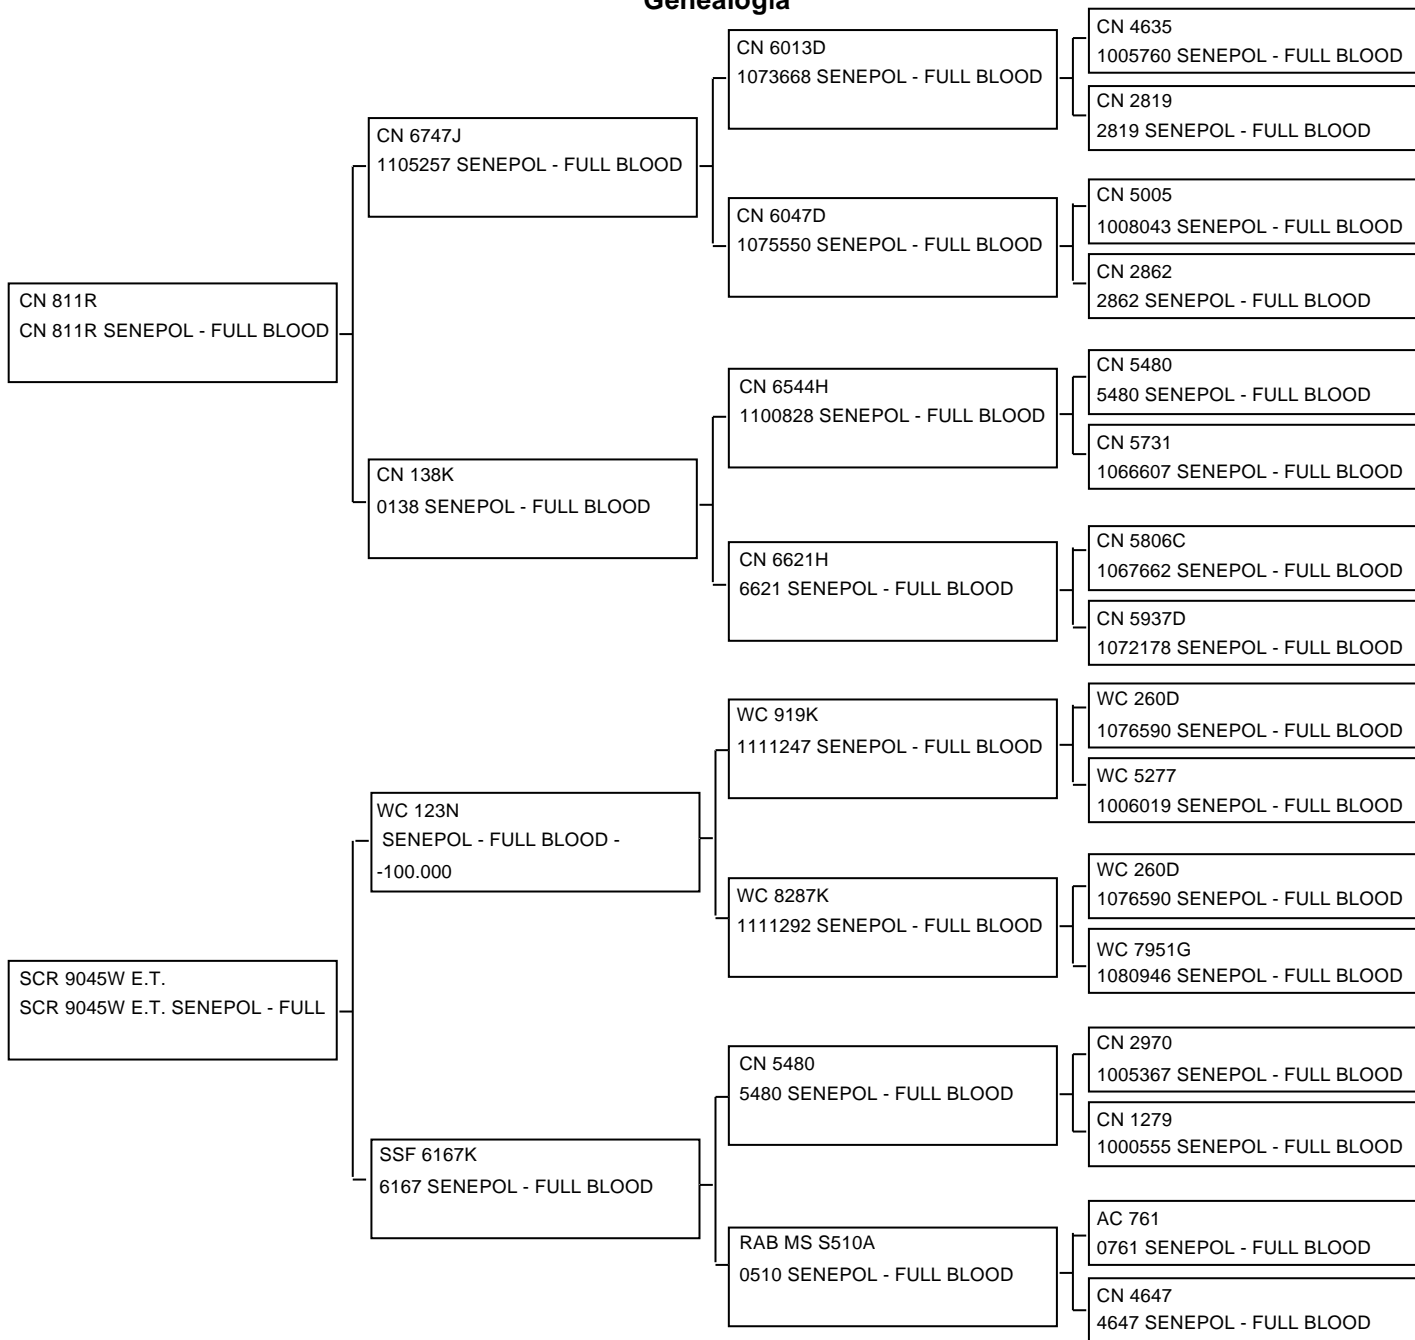 Genealogia
CN 811R
CN 811R SENEPOL - FULL BLOOD
SCR 9045W E.T.
SCR 9045W E.T. SENEPOL - FULL
CN 6747J
1105257 SENEPOL - FULL BLOOD
CN 138K
0138 SENEPOL - FULL BLOOD
WC 123N
SENEPOL - FULL BLOOD -
-100.000
SSF 6167K
6167 SENEPOL - FULL BLOOD
CN 6013D
1073668 SENEPOL - FULL BLOOD
CN 6047D
1075550 SENEPOL - FULL BLOOD
CN 6544H
1100828 SENEPOL - FULL BLOOD
CN 6621H
6621 SENEPOL - FULL BLOOD
WC 919K
1111247 SENEPOL - FULL BLOOD
WC 8287K
1111292 SENEPOL - FULL BLOOD
CN 5480
5480 SENEPOL - FULL BLOOD
RAB MS S510A
0510 SENEPOL - FULL BLOOD
CN 4635
1005760 SENEPOL - FULL BLOOD
CN 2819
2819 SENEPOL - FULL BLOOD
CN 5005
1008043 SENEPOL - FULL BLOOD
CN 2862
2862 SENEPOL - FULL BLOOD
CN 5480
5480 SENEPOL - FULL BLOOD
CN 5731
1066607 SENEPOL - FULL BLOOD
CN 5806C
1067662 SENEPOL - FULL BLOOD
CN 5937D
1072178 SENEPOL - FULL BLOOD
WC 260D
1076590 SENEPOL - FULL BLOOD
WC 5277
1006019 SENEPOL - FULL BLOOD
WC 260D
1076590 SENEPOL - FULL BLOOD
WC 7951G
1080946 SENEPOL - FULL BLOOD
CN 2970
1005367 SENEPOL - FULL BLOOD
CN 1279
1000555 SENEPOL - FULL BLOOD
AC 761
0761 SENEPOL - FULL BLOOD
CN 4647
4647 SENEPOL - FULL BLOOD